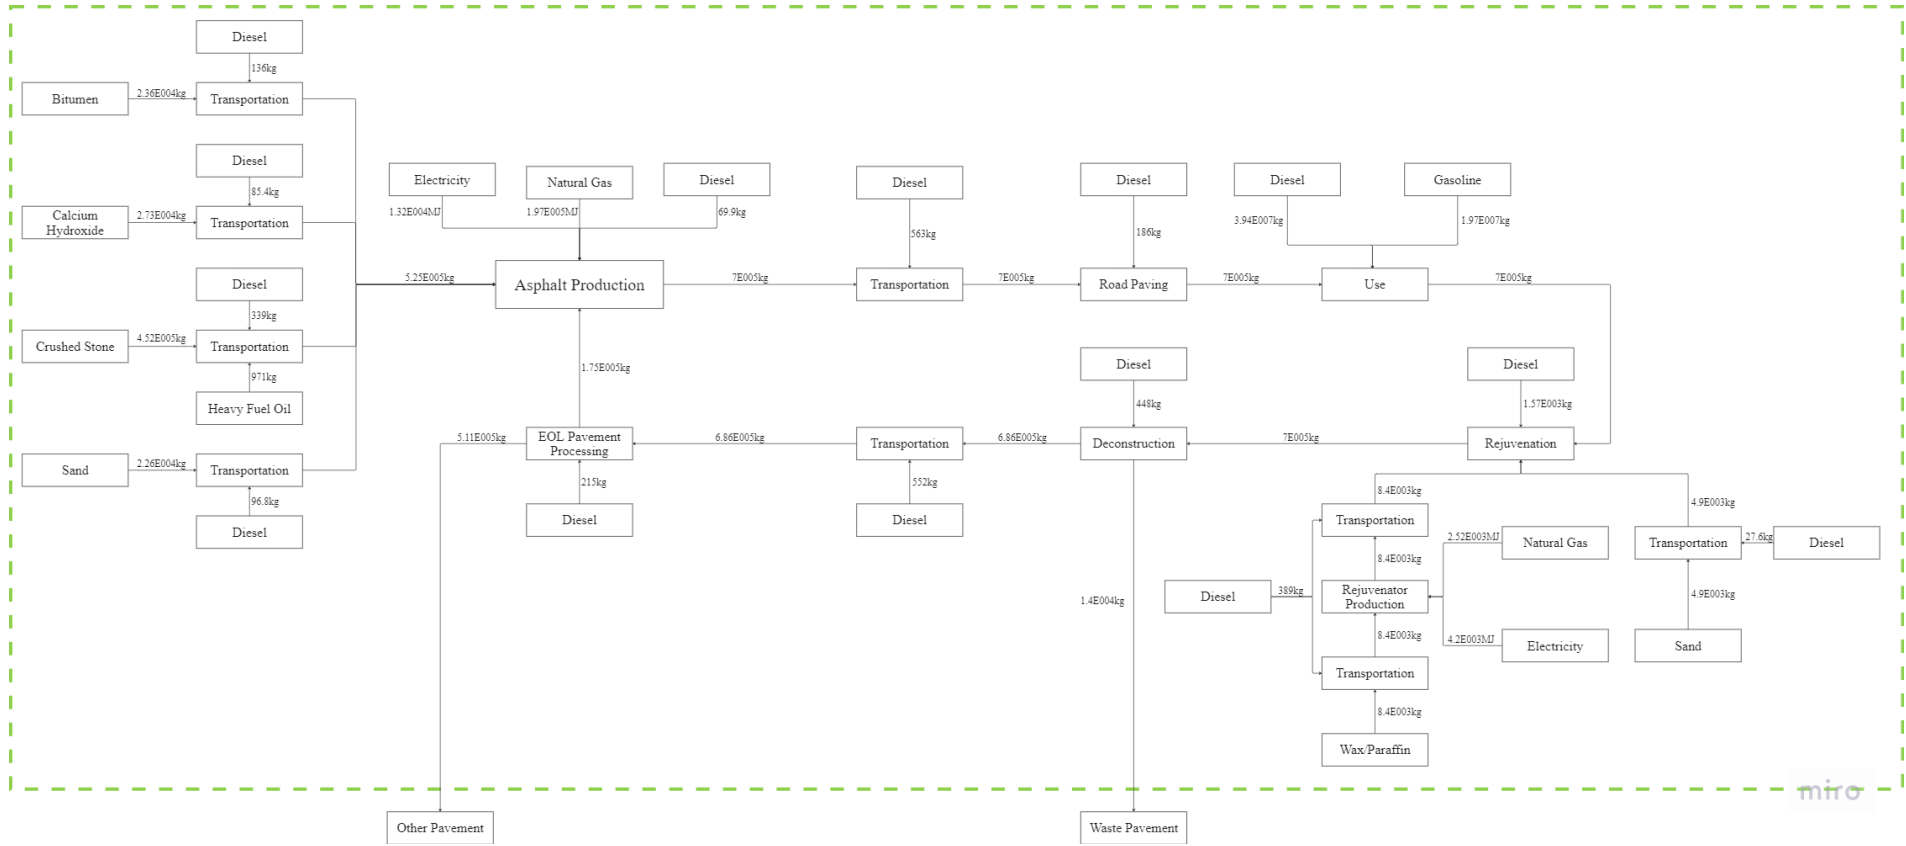 Diesel
136kg
Bitumen
2.36E004kg
Transportation
Diesel
85.4kg
Calcium
Hydroxide
2.73E004kg
Transportation
Diesel
339kg
Crushed Stone
4.52E005kg
Transportation
971kg
Heavy Fuel Oil
Sand
2.26E004kg
Transportation
96.8kg
Diesel
Electricity
Natural Gas
Diesel
1.32E004MJ
1.97E005MJ
69.9kg
5.25E005kg
Asphalt Production
7E005kg
Diesel
563kg
Transportation
7E005kg
Diesel
186kg
Road Paving
7E005kg
Diesel
Gasoline
3.94E007kg
1.97E007kg
Use
7E005kg
1.75E005kg
Diesel
448kg
Diesel
1.57E003kg
5.11E005kg
EOL Pavement
Processing
6.86E005kg
Transportation
6.86E005kg
Deconstruction
7E005kg
Rejuvenation
215kg
Diesel
552kg
Diesel
8.4E003kg
4.9E003kg
Transportation
2.52E003MJ
Natural Gas
Transportation
27.6kg
Diesel
8.4E003kg
Diesel
389kg
Rejuvenator
Production
4.9E003kg
1.4E004kg
8.4E003kg
4.2E003MJ
Electricity
Sand
Transportation
8.4E003kg
Wax/Paraffin
miro
Other Pavement
Waste Pavement